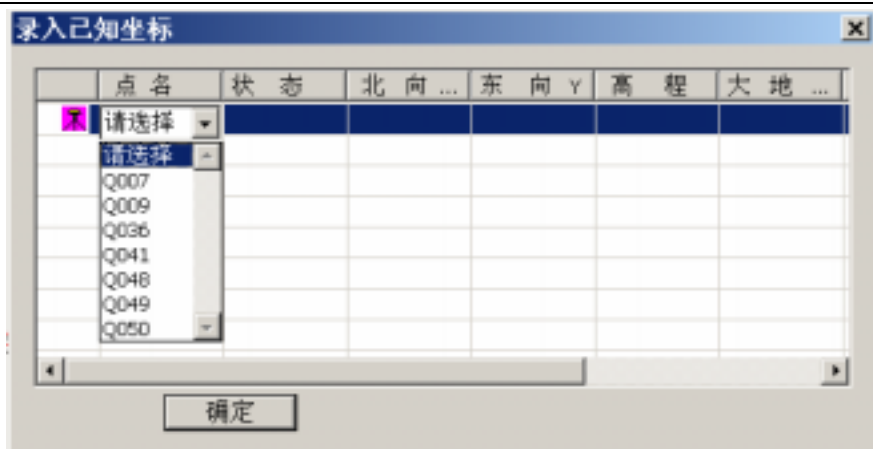 录入已知坐标
点 名 状 态 北 向 ... 东 向 Y 高 程 大 地 ...
请选择
请选择
Q007
Q009
Q036
Q041
Q048
Q049
Q050
确定